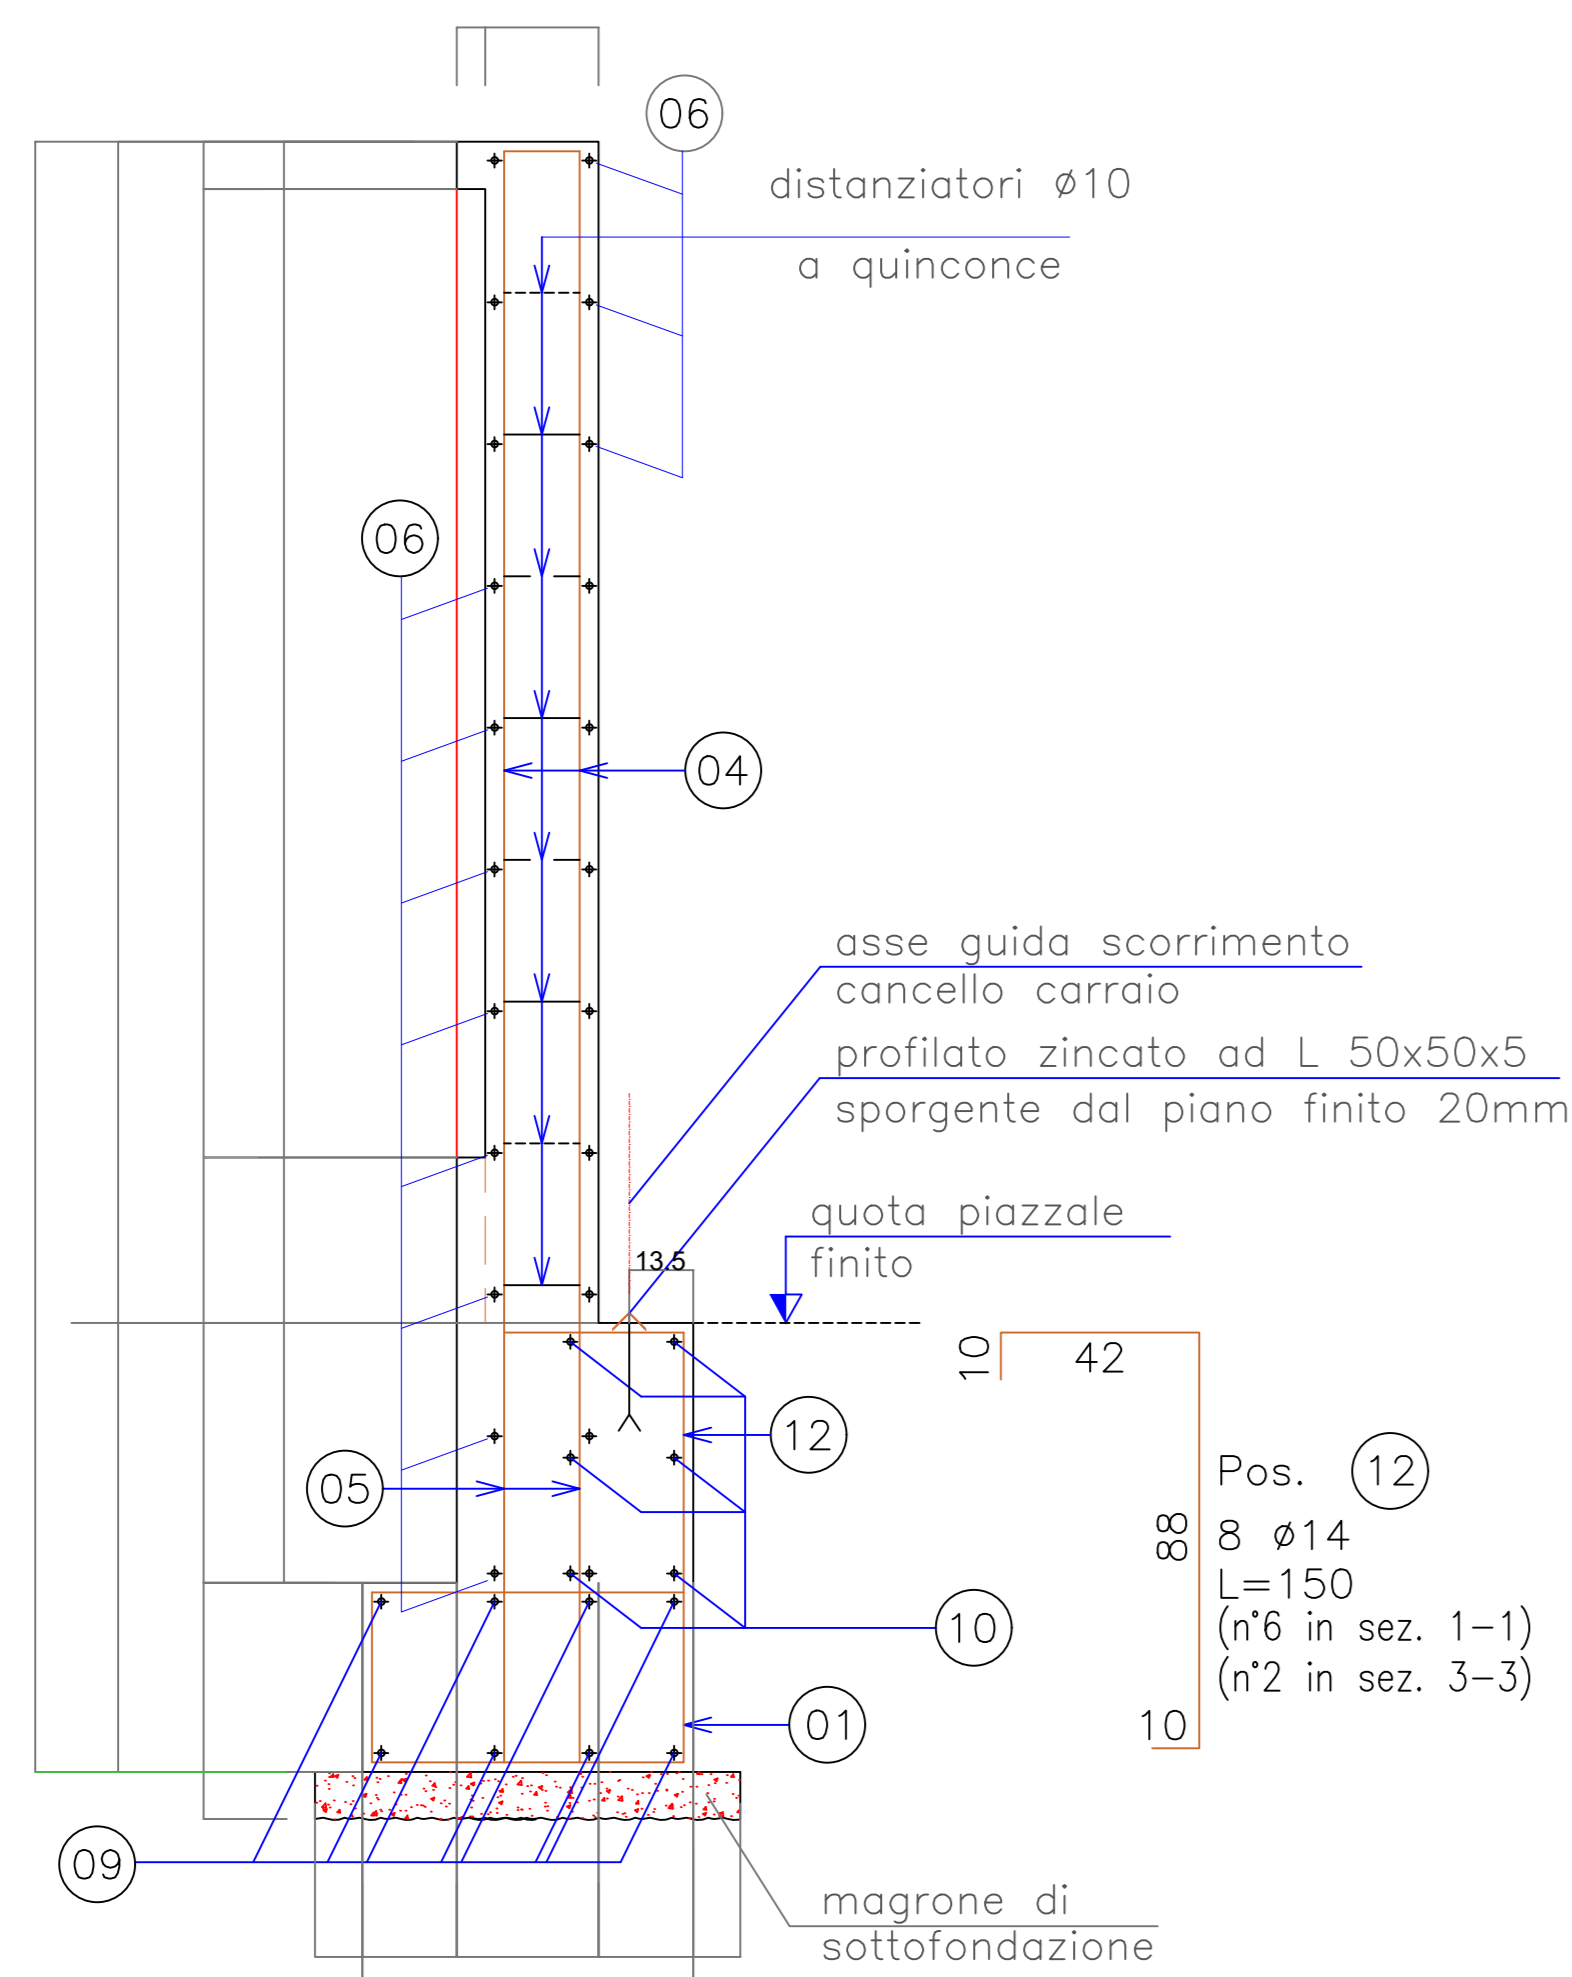 06
distanziatori ø10
a quinconce
06
04
asse guida scorrimento
cancello carraio
profilato zincato ad L 50x50x5
sporgente dal piano finito 20mm
quota piazzale
finito
13.5
10
42
12
Pos. 12
05
88
8 ø14
L=150
(n°6 in sez. 1-1)
(n°2 in sez. 3-3)
10
10
01
09
magrone di
sottofondazione